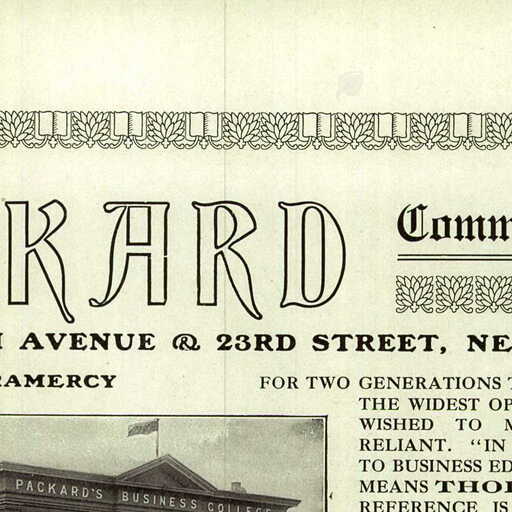 KARD
Comm
AVENUE & 23RD STREET, NE
RAMERCY
FOR TWO GENERATIONS
THE WIDEST OP
WISHED TO M
RELIANT. "IN
TO BUSINESS ED
MEANS THO
REFERENCE IS
PACKARD'S BUSINESS COLLEGE